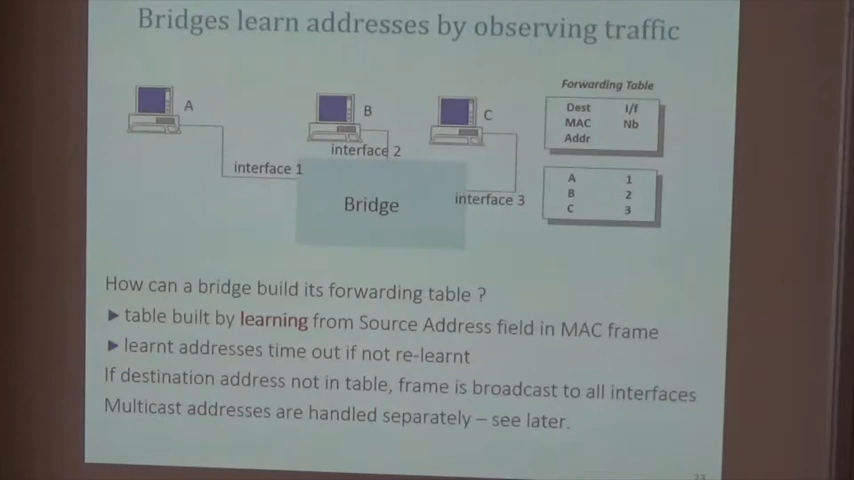 Bridges learn addresses by observing traffic
A
B
C
interface 1
interface 2
interface 3
Bridge
Forwarding Table
Dest I/f
MAC Nb
Addr
A 1
B 2
C 3
How can a bridge build its forwarding table ?
► table built by learning from Source Address field in MAC frame
► learnt addresses time out if not re-learnt
If destination address not in table, frame is broadcast to all interfaces
Multicast addresses are handled separately – see later.